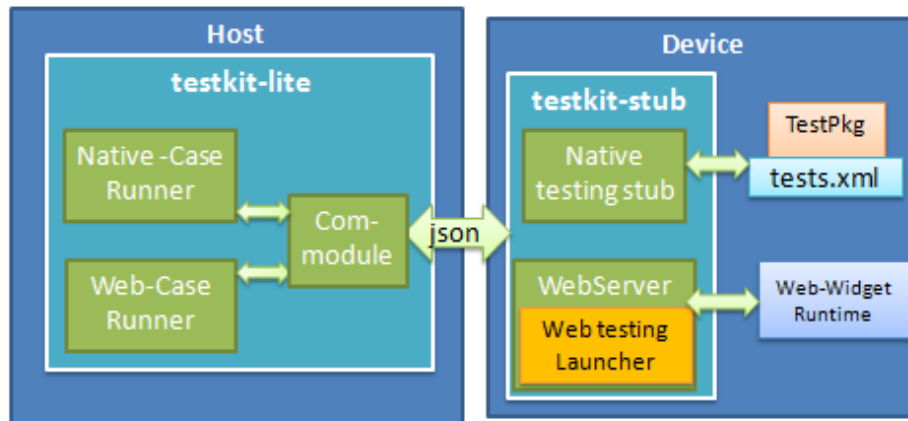 Host
testkit-lite
Native -Case
Runner
Com-
module
Web-Case
Runner
json
Device
testkit-stub
Native
testing stub
TestPkg
tests.xml
WebServer
Web testing
Launcher
Web-Widget
Runtime